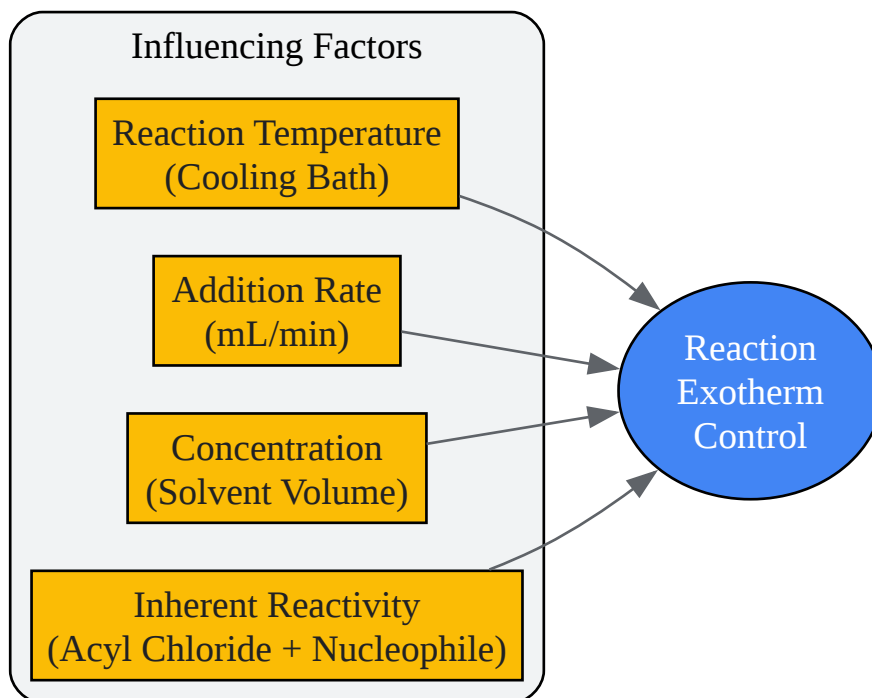 Influencing Factors
Reaction Temperature
(Cooling Bath)
Addition Rate
(mL/min)
Concentration
(Solvent Volume)
Inherent Reactivity
(Acyl Chloride + Nucleophile)
Reaction
Exotherm
Control